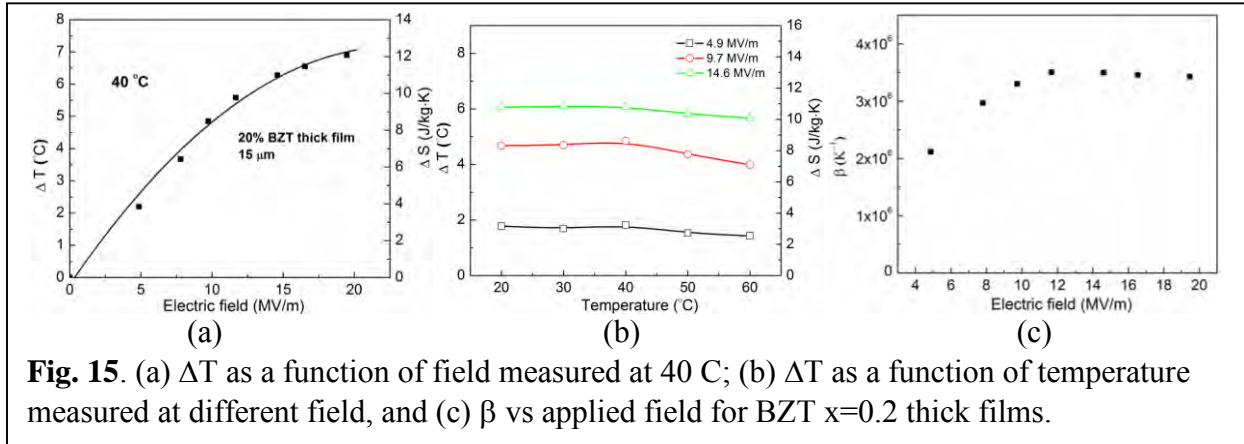 (a)
8
7
6
5
4
3
2
1
0
Δ T (°C)
40 °C
20% BZT thick film
15 μm
14
12
10
8
6
4
2
0
Δ S (J/kg·K)
0 5 10 15 20
Electric field (MV/m)
(a)
(b)
8
6
4
2
0
Δ T (°C)
4.9 MV/m
9.7 MV/m
14.6 MV/m
16
14
12
10
8
6
4
2
0
Δ S (J/kg·K)
20 30 40 50 60
Temperature (°C)
(b)
(c)
4x10⁶
3x10⁶
2x10⁶
1x10⁶
0
β (K⁻¹)
4 6 8 10 12 14 16 18 20
Electric field (MV/m)
(c)
Fig. 15. (a) ΔT as a function of field measured at 40 C; (b) ΔT as a function of temperature
measured at different field, and (c) β vs applied field for BZT x=0.2 thick films.